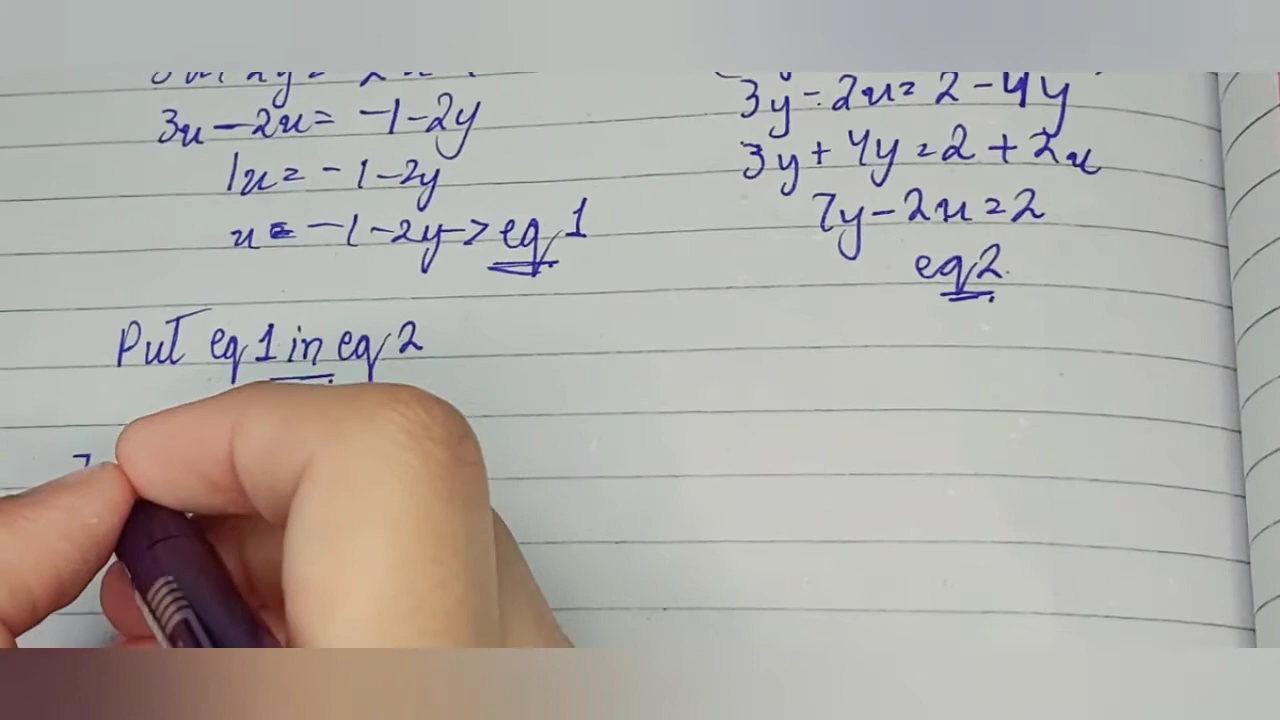 3x - 2x = -1 - 2y
1x = -1 - 2y
x = -1 - 2y -> eq 1
3y - 2x = 2 - 4y
3y + 4y = 2 + 2x
7y - 2x = 2
eq 2.
Put eq 1 in eq 2
7